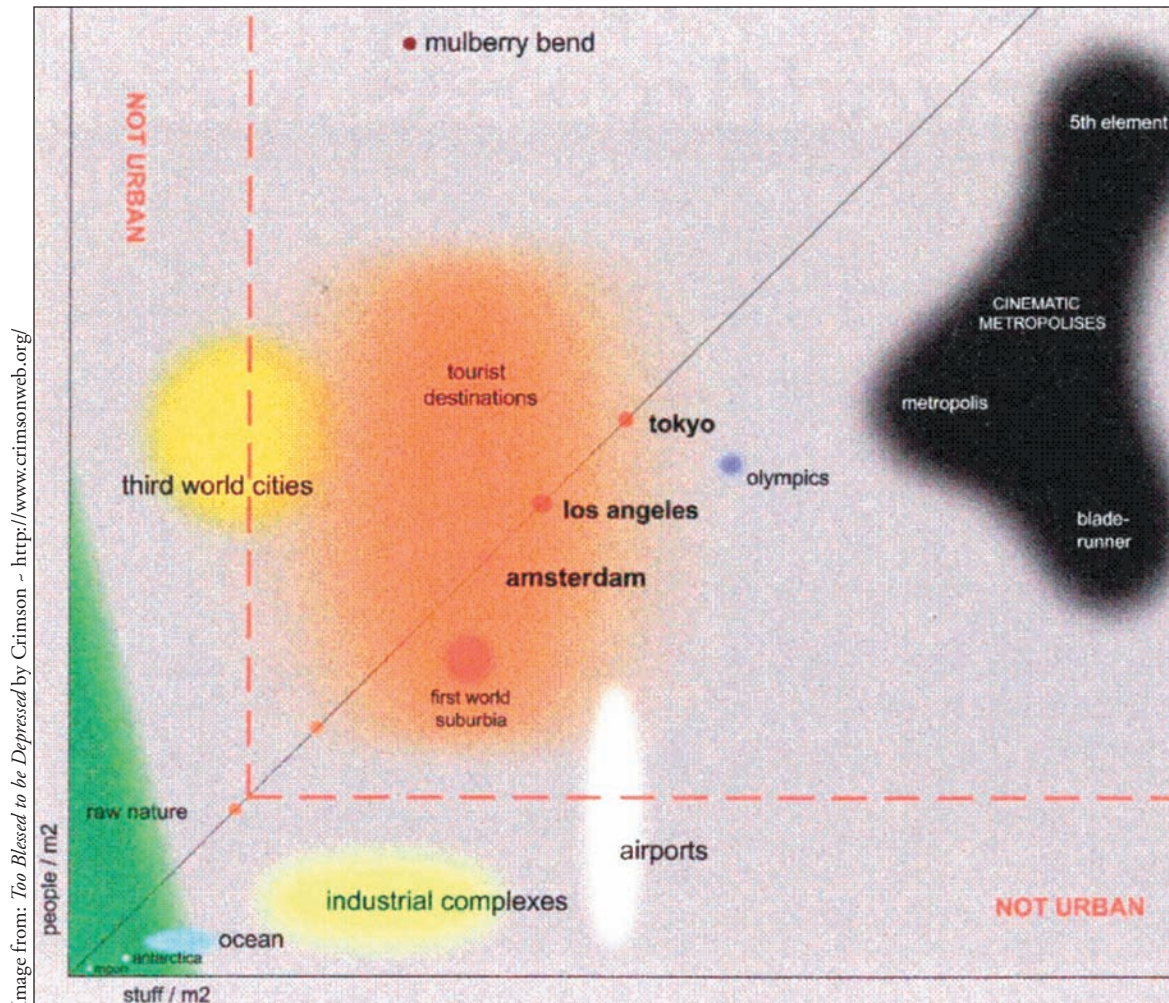 mulberry bend
NOT URBAN
5th element
CINEMATIC
METROPOLISES
tourist
destinations
metropolis
tokyo
third world cities
olympics
los angeles
blade-
runner
amsterdam
first world
suburbia
raw nature
airports
industrial complexes
NOT URBAN
ocean
antarctica
moon
people / m2
stuff / m2
image from: Too Blessed to be Depressed by Crimson ~ http://www.crimsonweb.org/